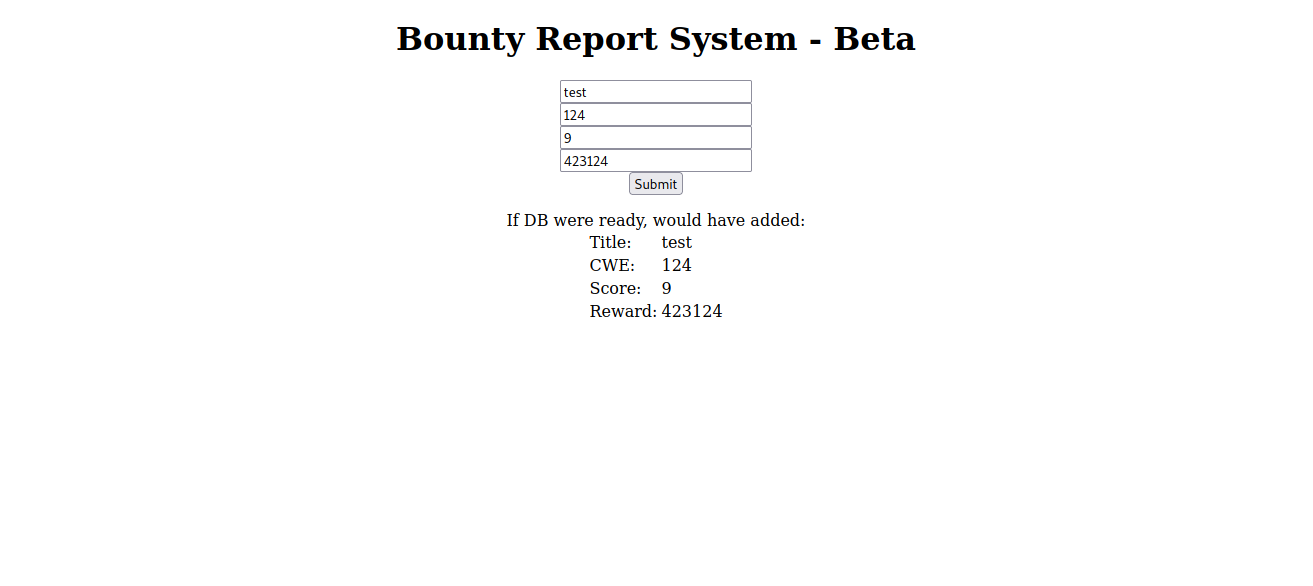 Bounty Report System - Beta
test
124
9
423124
Submit
If DB were ready, would have added:
Title: test
CWE: 124
Score: 9
Reward: 423124